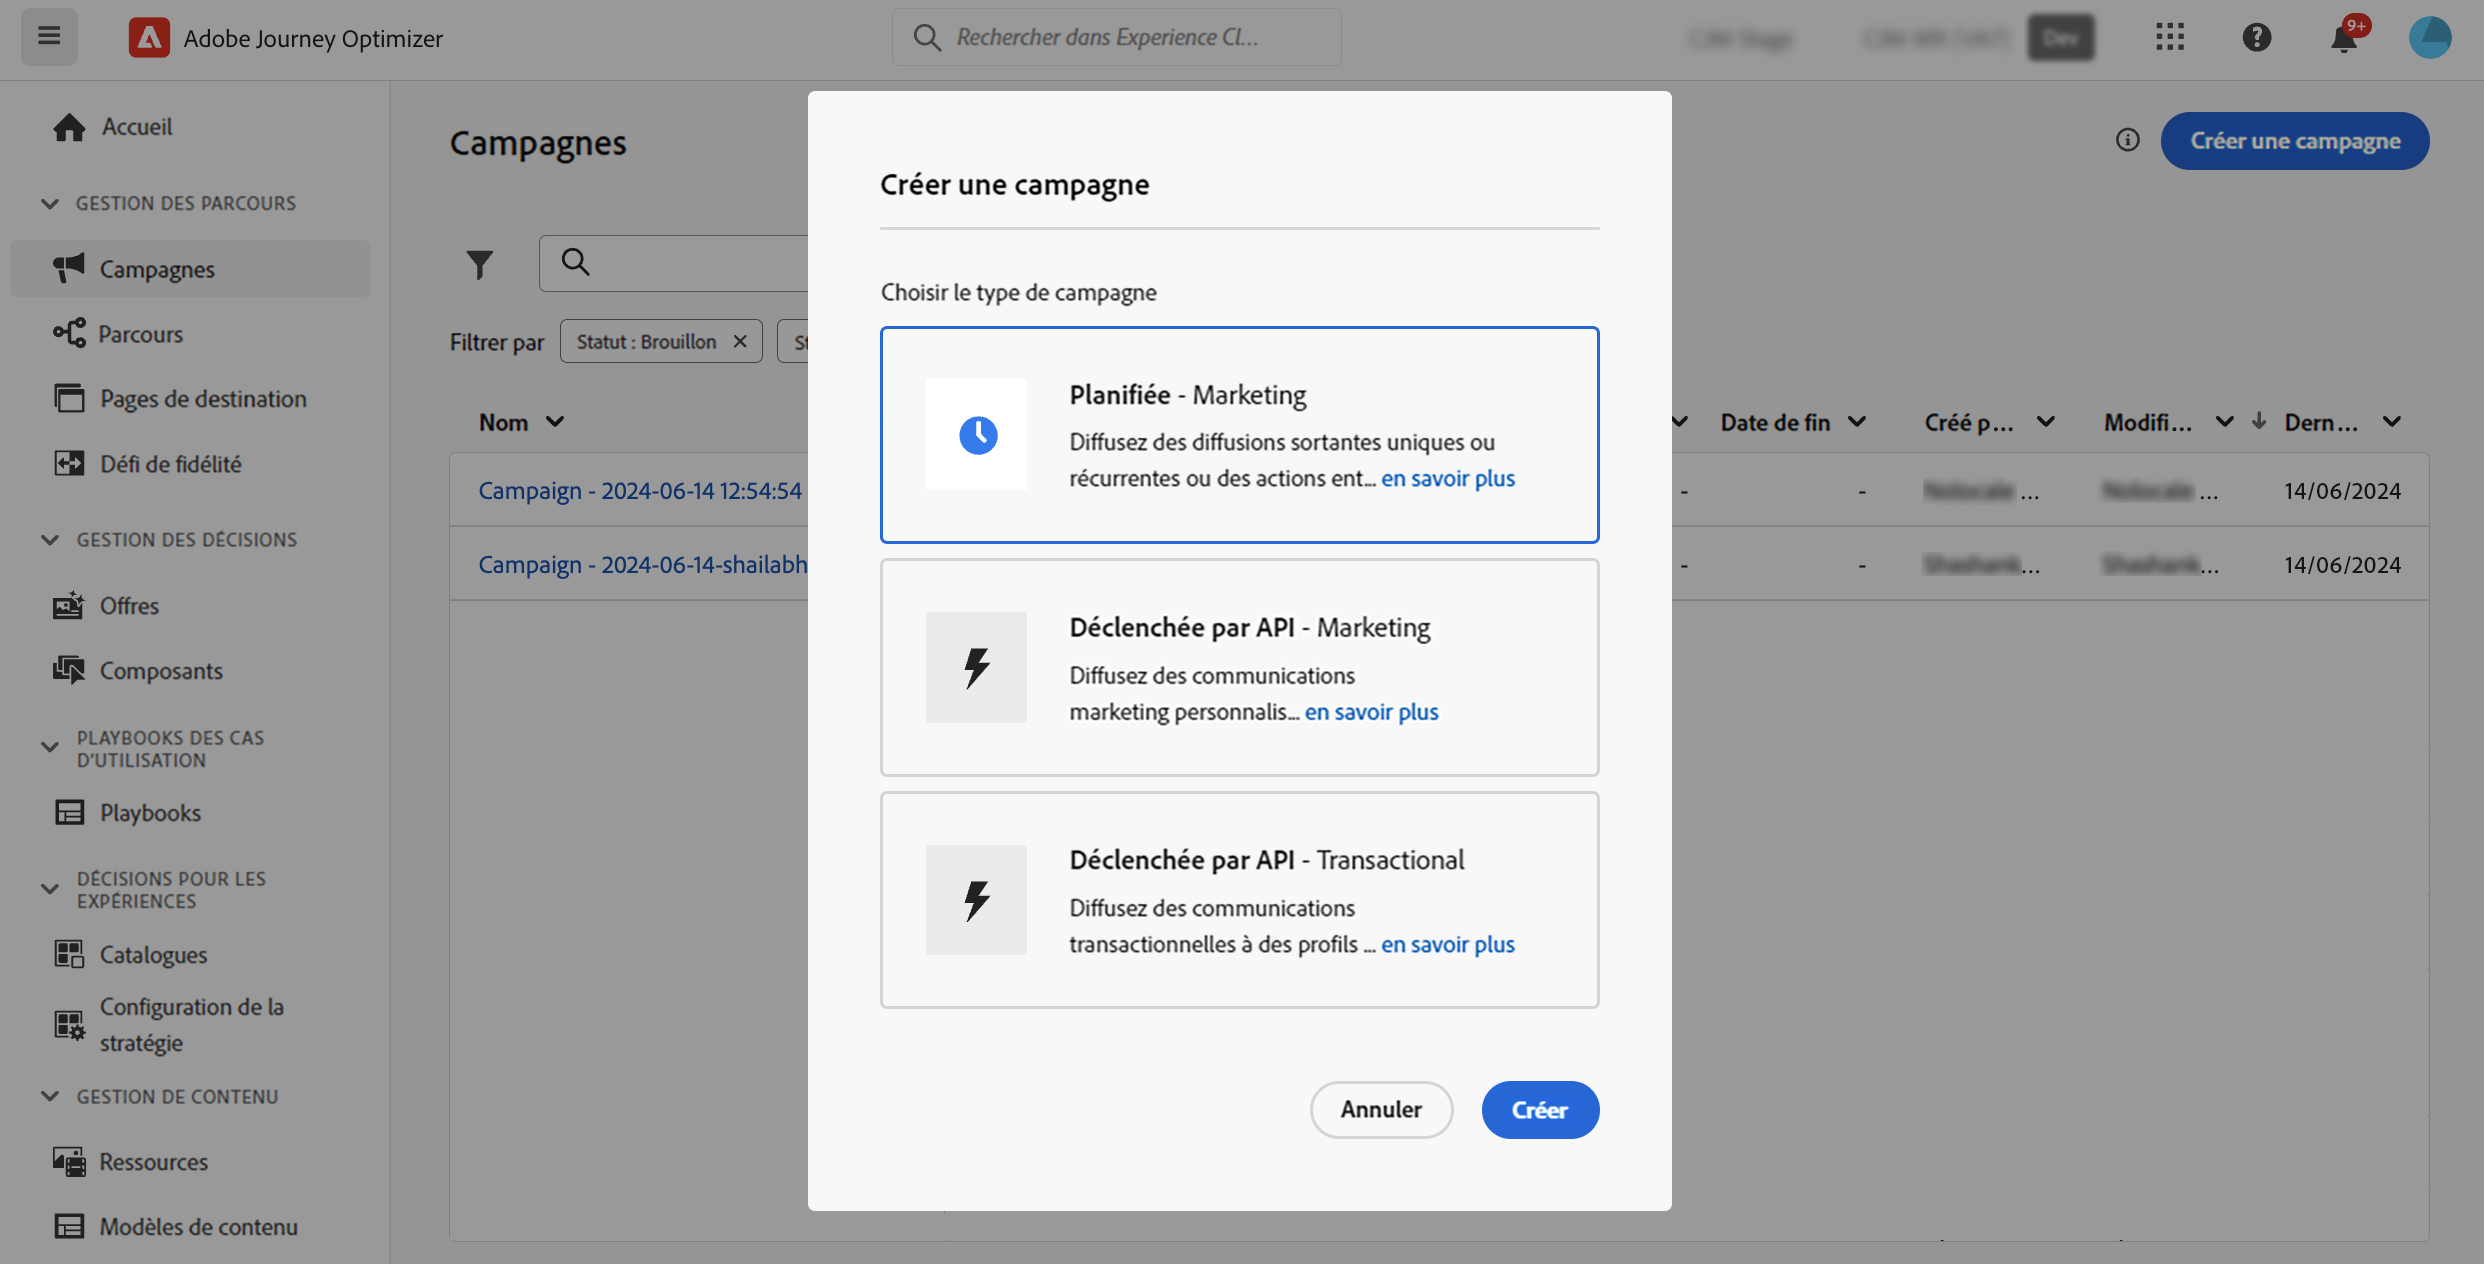 Adobe Journey Optimizer
Rechercher dans Experience Cl...
Dev
9+
Accueil
GESTION DES PARCOURS
Campagnes
Parcours
Pages de destination
Défi de fidélité
GESTION DES DÉCISIONS
Offres
Composants
PLAYBOOKS DES CAS
D'UTILISATION
Playbooks
DÉCISIONS POUR LES
EXPÉRIENCES
Catalogues
Configuration de la
stratégie
GESTION DE CONTENU
Ressources
Modèles de contenu
Campagnes
Créer une campagne
Filtrer par
Statut : Brouillon
St
Nom
Date de fin
Créé p...
Modifi...
Dern...
Campaign - 2024-06-14 12:54:54
-
-
...
...
14/06/2024
Campaign - 2024-06-14-shailabh
-
-
...
...
14/06/2024
Créer une campagne
Choisir le type de campagne
Planifiée - Marketing
Diffusez des diffusions sortantes uniques ou
récurrentes ou des actions ent... en savoir plus
Déclenchée par API - Marketing
Diffusez des communications
marketing personnalis... en savoir plus
Déclenchée par API - Transactional
Diffusez des communications
transactionnelles à des profils ... en savoir plus
Annuler
Créer